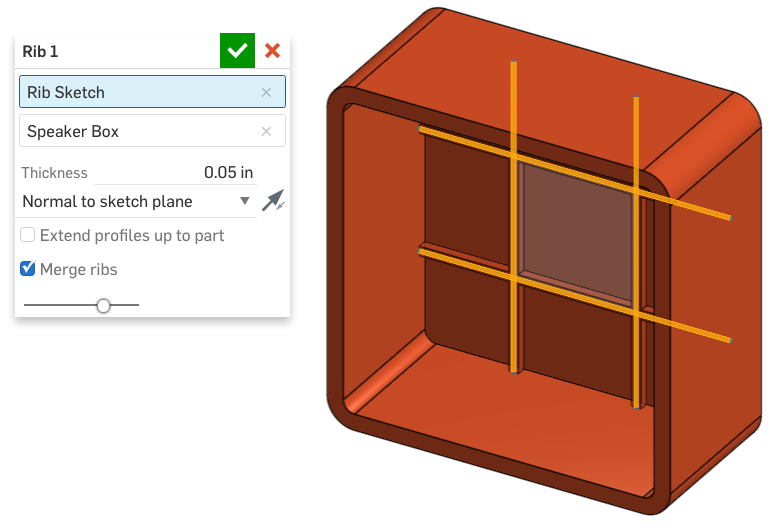 Rib 1
Rib Sketch
Speaker Box
Thickness 0.05 in
Normal to sketch plane
Extend profiles up to part
Merge ribs